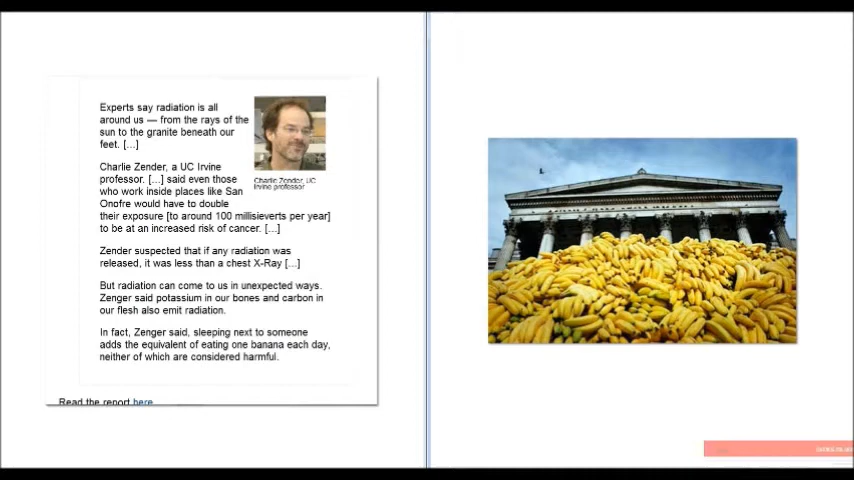 Experts say radiation is all
around us — from the rays of the
sun to the granite beneath our
feet. […]
Charlie Zender, UC
Irvine professor
Charlie Zender, a UC Irvine
professor. […] said even those
who work inside places like San
Onofre would have to double
their exposure [to around 100 millisieverts per year]
to be at an increased risk of cancer. […]
Zender suspected that if any radiation was
released, it was less than a chest X-Ray […]
But radiation can come to us in unexpected ways.
Zenger said potassium in our bones and carbon in
our flesh also emit radiation.
In fact, Zenger said, sleeping next to someone
adds the equivalent of eating one banana each day,
neither of which are considered harmful.
Read the report here